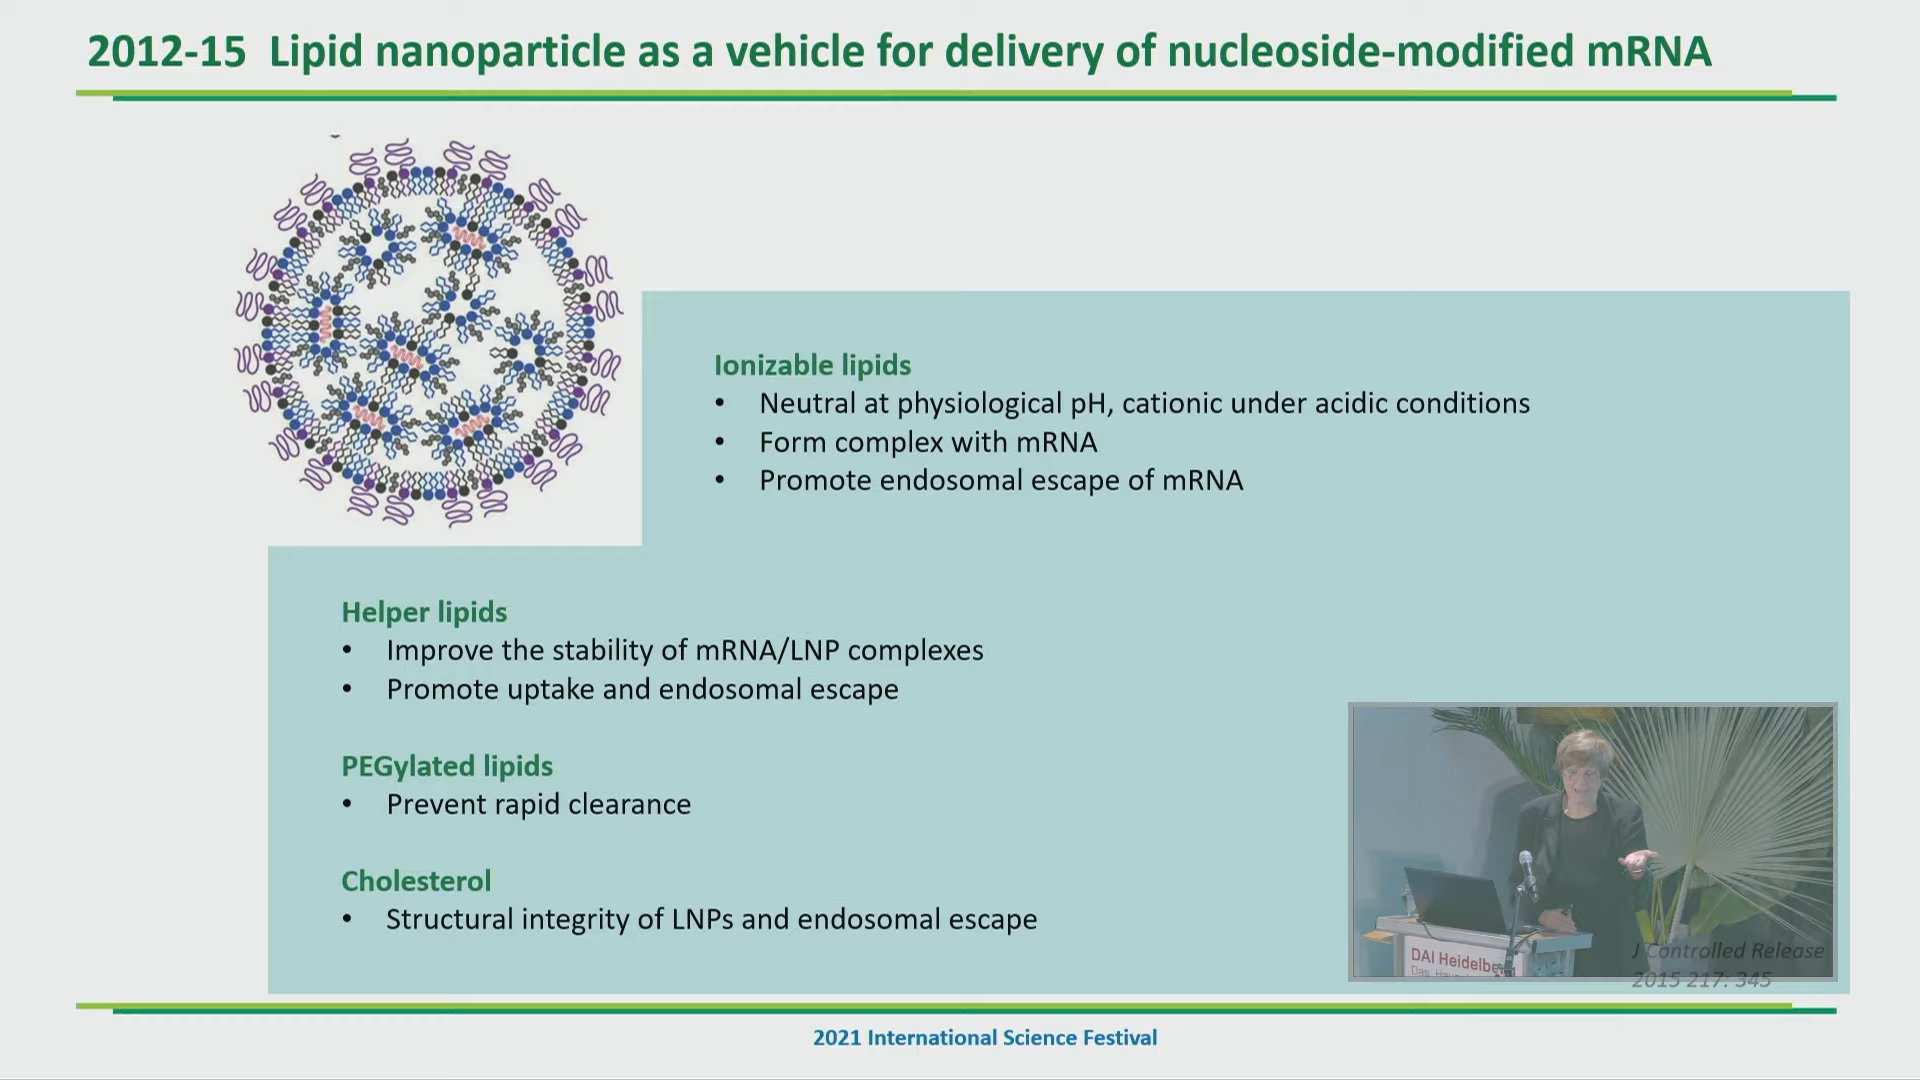 2012-15 Lipid nanoparticle as a vehicle for delivery of nucleoside-modified mRNA
Ionizable lipids
• Neutral at physiological pH, cationic under acidic conditions
• Form complex with mRNA
• Promote endosomal escape of mRNA
Helper lipids
• Improve the stability of mRNA/LNP complexes
• Promote uptake and endosomal escape
PEGylated lipids
• Prevent rapid clearance
Cholesterol
• Structural integrity of LNPs and endosomal escape
DAI Heidelbe
Das
J Controlled Release
2015 217: 345
2021 International Science Festival